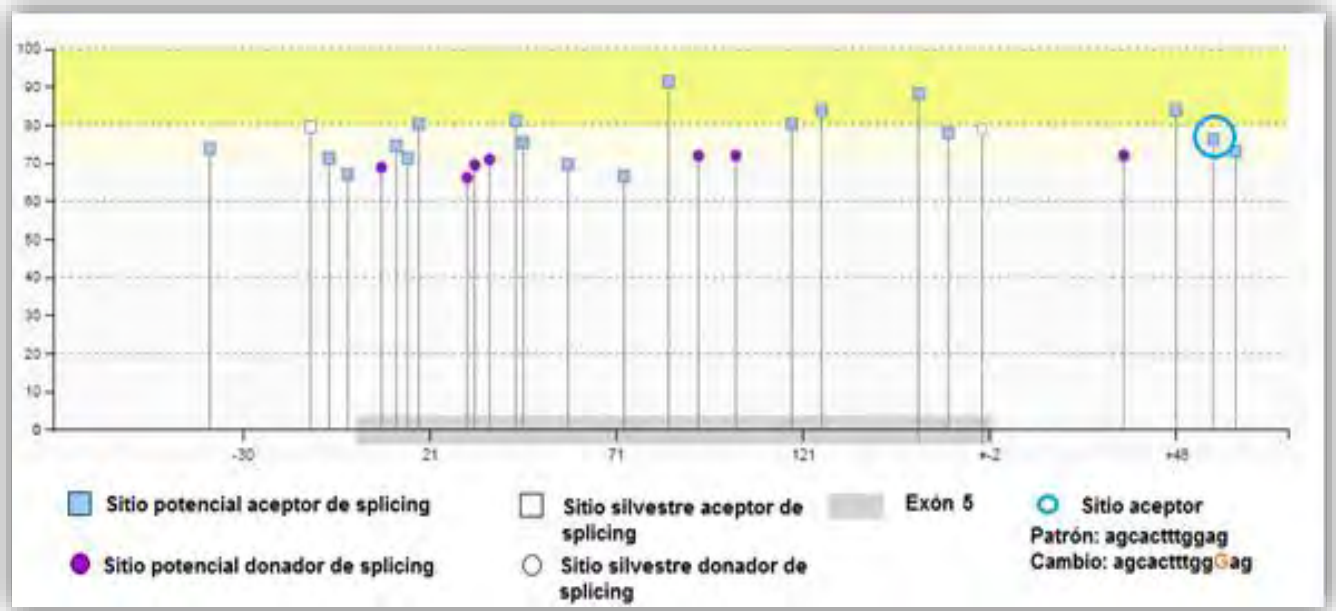 100
90
80
70
60
50
40
30
20
10
0
-30
21
71
121
+-2
+48
Sitio potencial aceptor de splicing
Sitio silvestre aceptor de
splicing
Exón 5
Sitio aceptor
Patrón: agcactttggag
Cambio: agcactttggGag
Sitio potencial donador de splicing
Sitio silvestre donador de
splicing